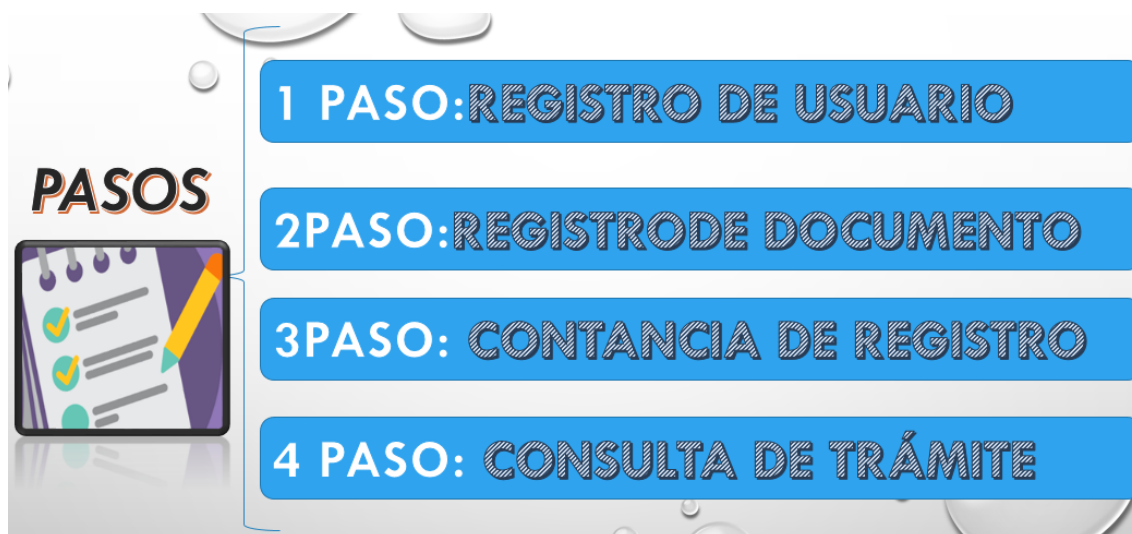 PASOS
1 PASO:REGISTRO DE USUARIO
2PASO:REGISTRODE DOCUMENTO
3PASO: CONTANCIA DE REGISTRO
4 PASO: CONSULTA DE TRÁMITE